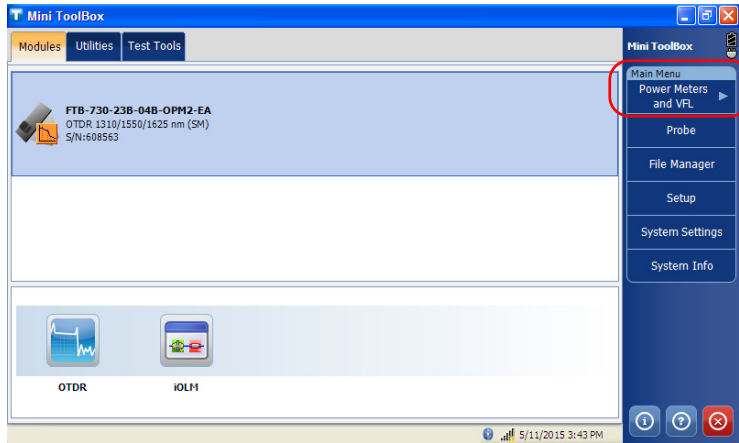 Mini ToolBox
Modules
Utilities
Test Tools
FTB-730-23B-04B-OPM2-EA
OTDR 1310/1550/1625 nm (SM)
S/N:608563
OTDR
iOLM
5/11/2015 3:43 PM
Mini ToolBox
Main Menu
Power Meters
and VFL
Probe
File Manager
Setup
System Settings
System Info